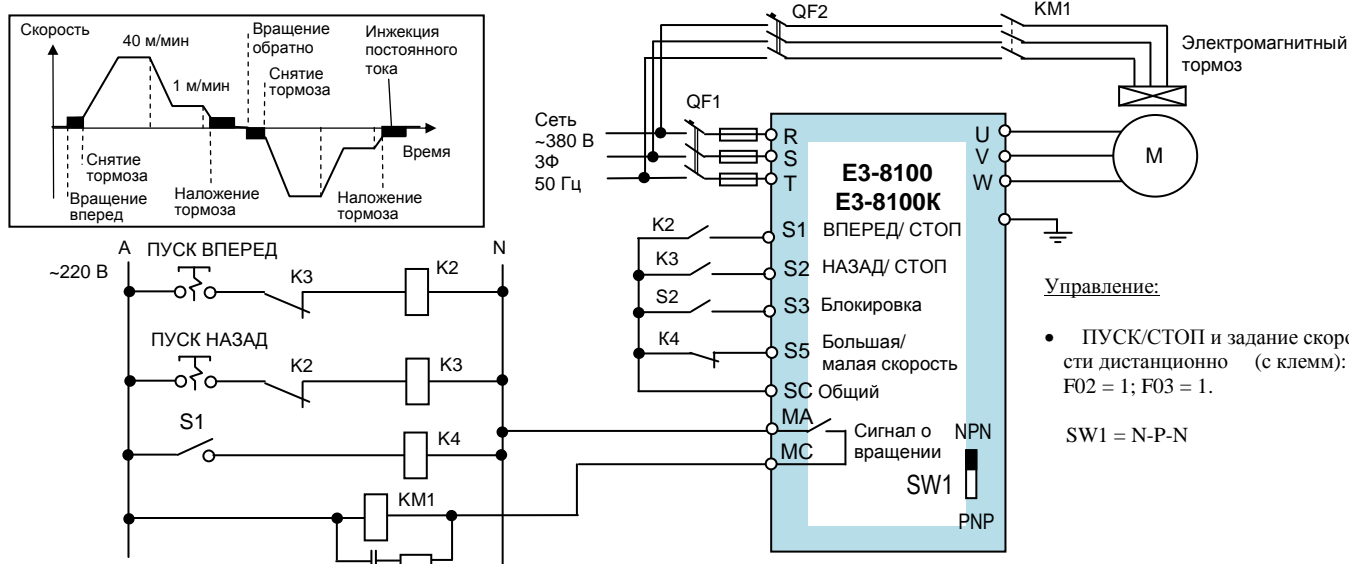 Скорость
40 м/мин
1 м/мин
Вращение
обратно
Снятие
тормоза
Инжекция
постоянного
тока
Время
Снятие
тормоза
Вращение
вперед
Наложение
тормоза
Наложение
тормоза
QF2
KM1
Электромагнитный
тормоз
QF1
Сеть
~380 В
3Ф
50 Гц
R
S
T
U
V
W
M
E3-8100
E3-8100К
K2
S1 ВПЕРЕД/ СТОП
K3
S2 НАЗАД/ СТОП
S2
S3 Блокировка
K4
S5 Большая/
малая скорость
SC Общий
MA
MC
Сигнал о
вращении
NPN
SW1
PNP
A
N
~220 В
ПУСК ВПЕРЕД
K3
K2
ПУСК НАЗАД
K2
K3
S1
K4
KM1
Управление:
• ПУСК/СТОП и задание скоро
сти дистанционно (с клемм):
F02 = 1; F03 = 1.
SW1 = N-P-N